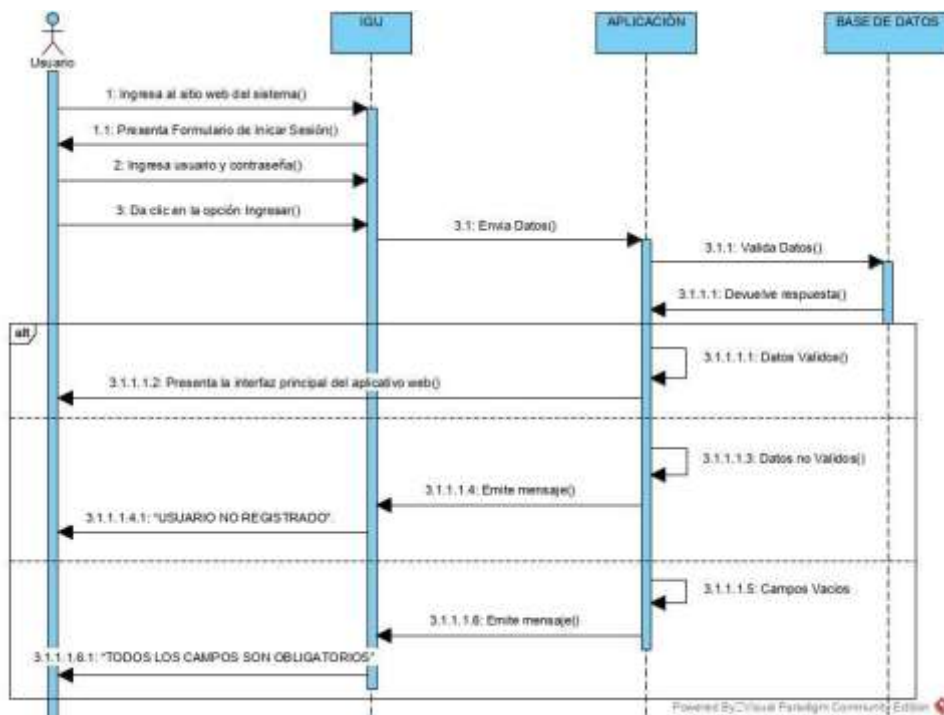 IGU
APLICACIÓN
BASE DE DATOS
Usuario
1: Ingresa al sitio web del sistema()
1.1: Presenta Formulario de Inicar Sesión()
2: Ingresa usuario y contraseña()
3: Da clic en la opción Ingresar()
3.1: Envia Datos()
3.1.1: Valida Datos()
3.1.1.1: Devuelve respuesta()
alt
3.1.1.1.1: Datos Validos()
3.1.1.1.2: Presenta la interfaz principal del aplicativo web()
3.1.1.1.3: Datos no Validos()
3.1.1.1.4: Emite mensaje()
3.1.1.1.4.1: "USUARIO NO REGISTRADO".
3.1.1.1.5: Campos Vacios
3.1.1.1.6: Emite mensaje()
3.1.1.1.6.1: "TODOS LOS CAMPOS SON OBLIGATORIOS"
Powered By Visual Paradigm Community Edition